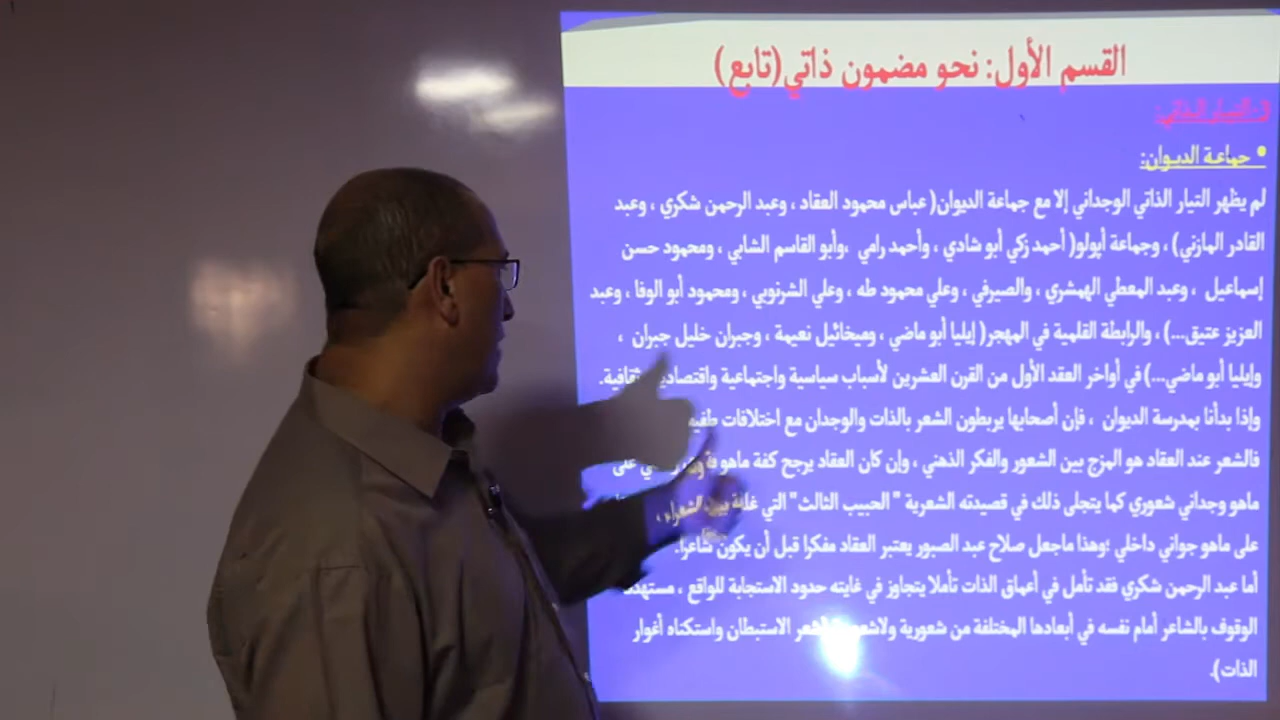 القسم الأول: نحو مضمون ذاتي(تابع)
جماعة الديوان:
لم يظهر التيار الذاتي الوجداني إلا مع جماعة الديوان( عباس محمود العقاد ، وعبد الرحمن شكري ، وعبد
القادر المازني) ، وجماعة أپولو( أحمد زكي أبو شادي ، وأحمد رامي ،وأبو القاسم الشابي ، ومحمود حسن
إسماعيل ، وعبد المعطي الهمشري ، والصيرفي ، وعلي محمود طه ، وعلي الشرنوبي ، ومحمود أبو الوفا ، وعبد
العزيز عتيق...) ، والرابطة القلمية في المهجر( إيليا أبو ماضي ، وميخائيل نعيمة ، وجبران خليل جبران ،
وإيليا أبو ماضي...) في أواخر العقد الأول من القرن العشرين لأسباب سياسية واجتماعية
وإذا بدأنا بمدرسة الديوان ، فإن أصحابها يربطون الشعر بالذات والوجدان مع اختلافات
فالشعر عند العقاد هو المزج بين الشعور والفكر الذهني ، وإن كان العقاد يرجح كفة ماهو على
ماهو وجداني شعوري كما يتجلى ذلك في قصيدته الشعرية " الحبيب الثالث" التي
على ماهو جواني داخلي ؛وهذا ماجعل صلاح عبد الصبور يعتبر العقاد مفكرا قبل أن يكون شاعرا.
أما عبد الرحمن شكري فقد تأمل في أعماق الذات تأملا يتجاوز في غايته حدود الاستجابة للواقع ،
الوقوف بالشاعر أمام نفسه في أبعادها المختلفة من شعورية الاستبطان واستكناه أغوار
الذات).